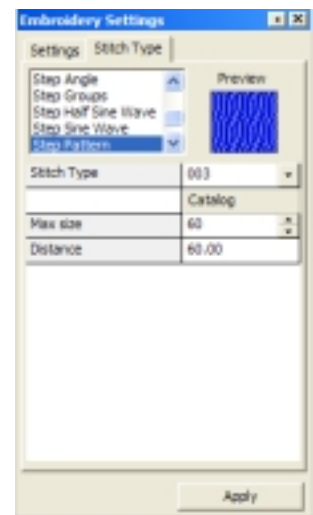 Embroidery Settings
Settings Stitch Type
Step Angle
Step Groups
Step Half Sine Wave
Step Sine Wave
Step Pattern
Preview
Stitch Type 003
Catalog
Max size 60
Distance 60.00
Apply